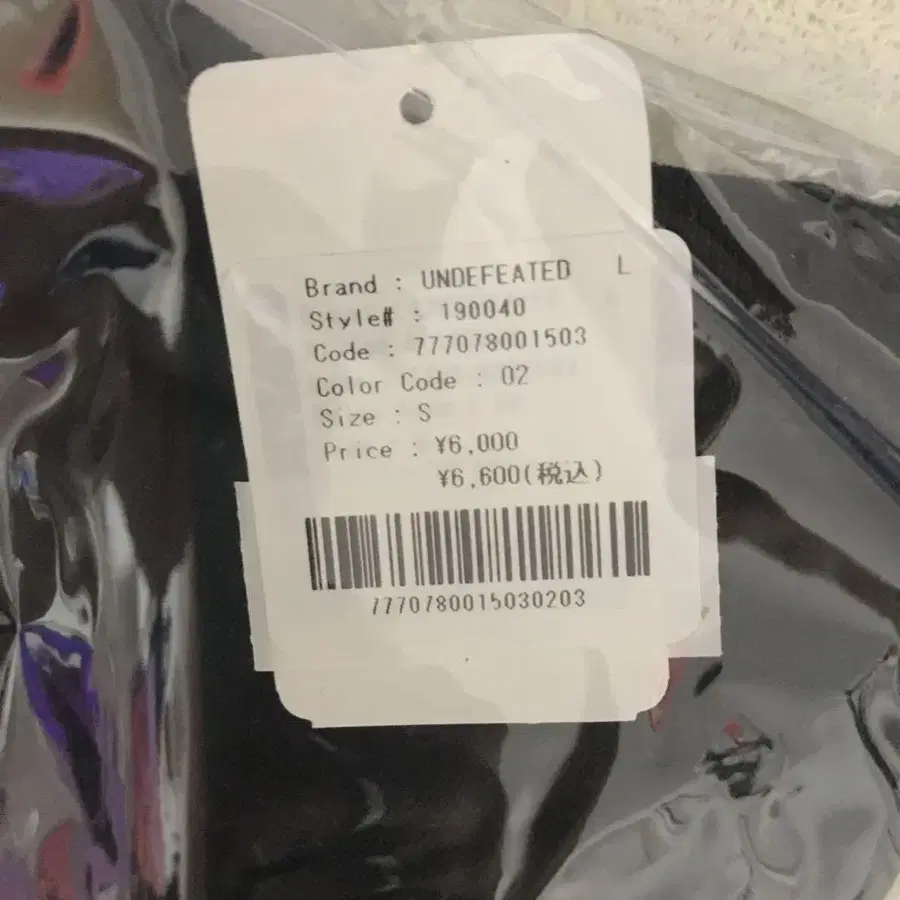 Brand : UNDEFEATED L
Style# : 190040
Code : 777078001503
Color Code : 02
Size : S
Price : ¥6,000
¥6,600(税込)
7770780015030203